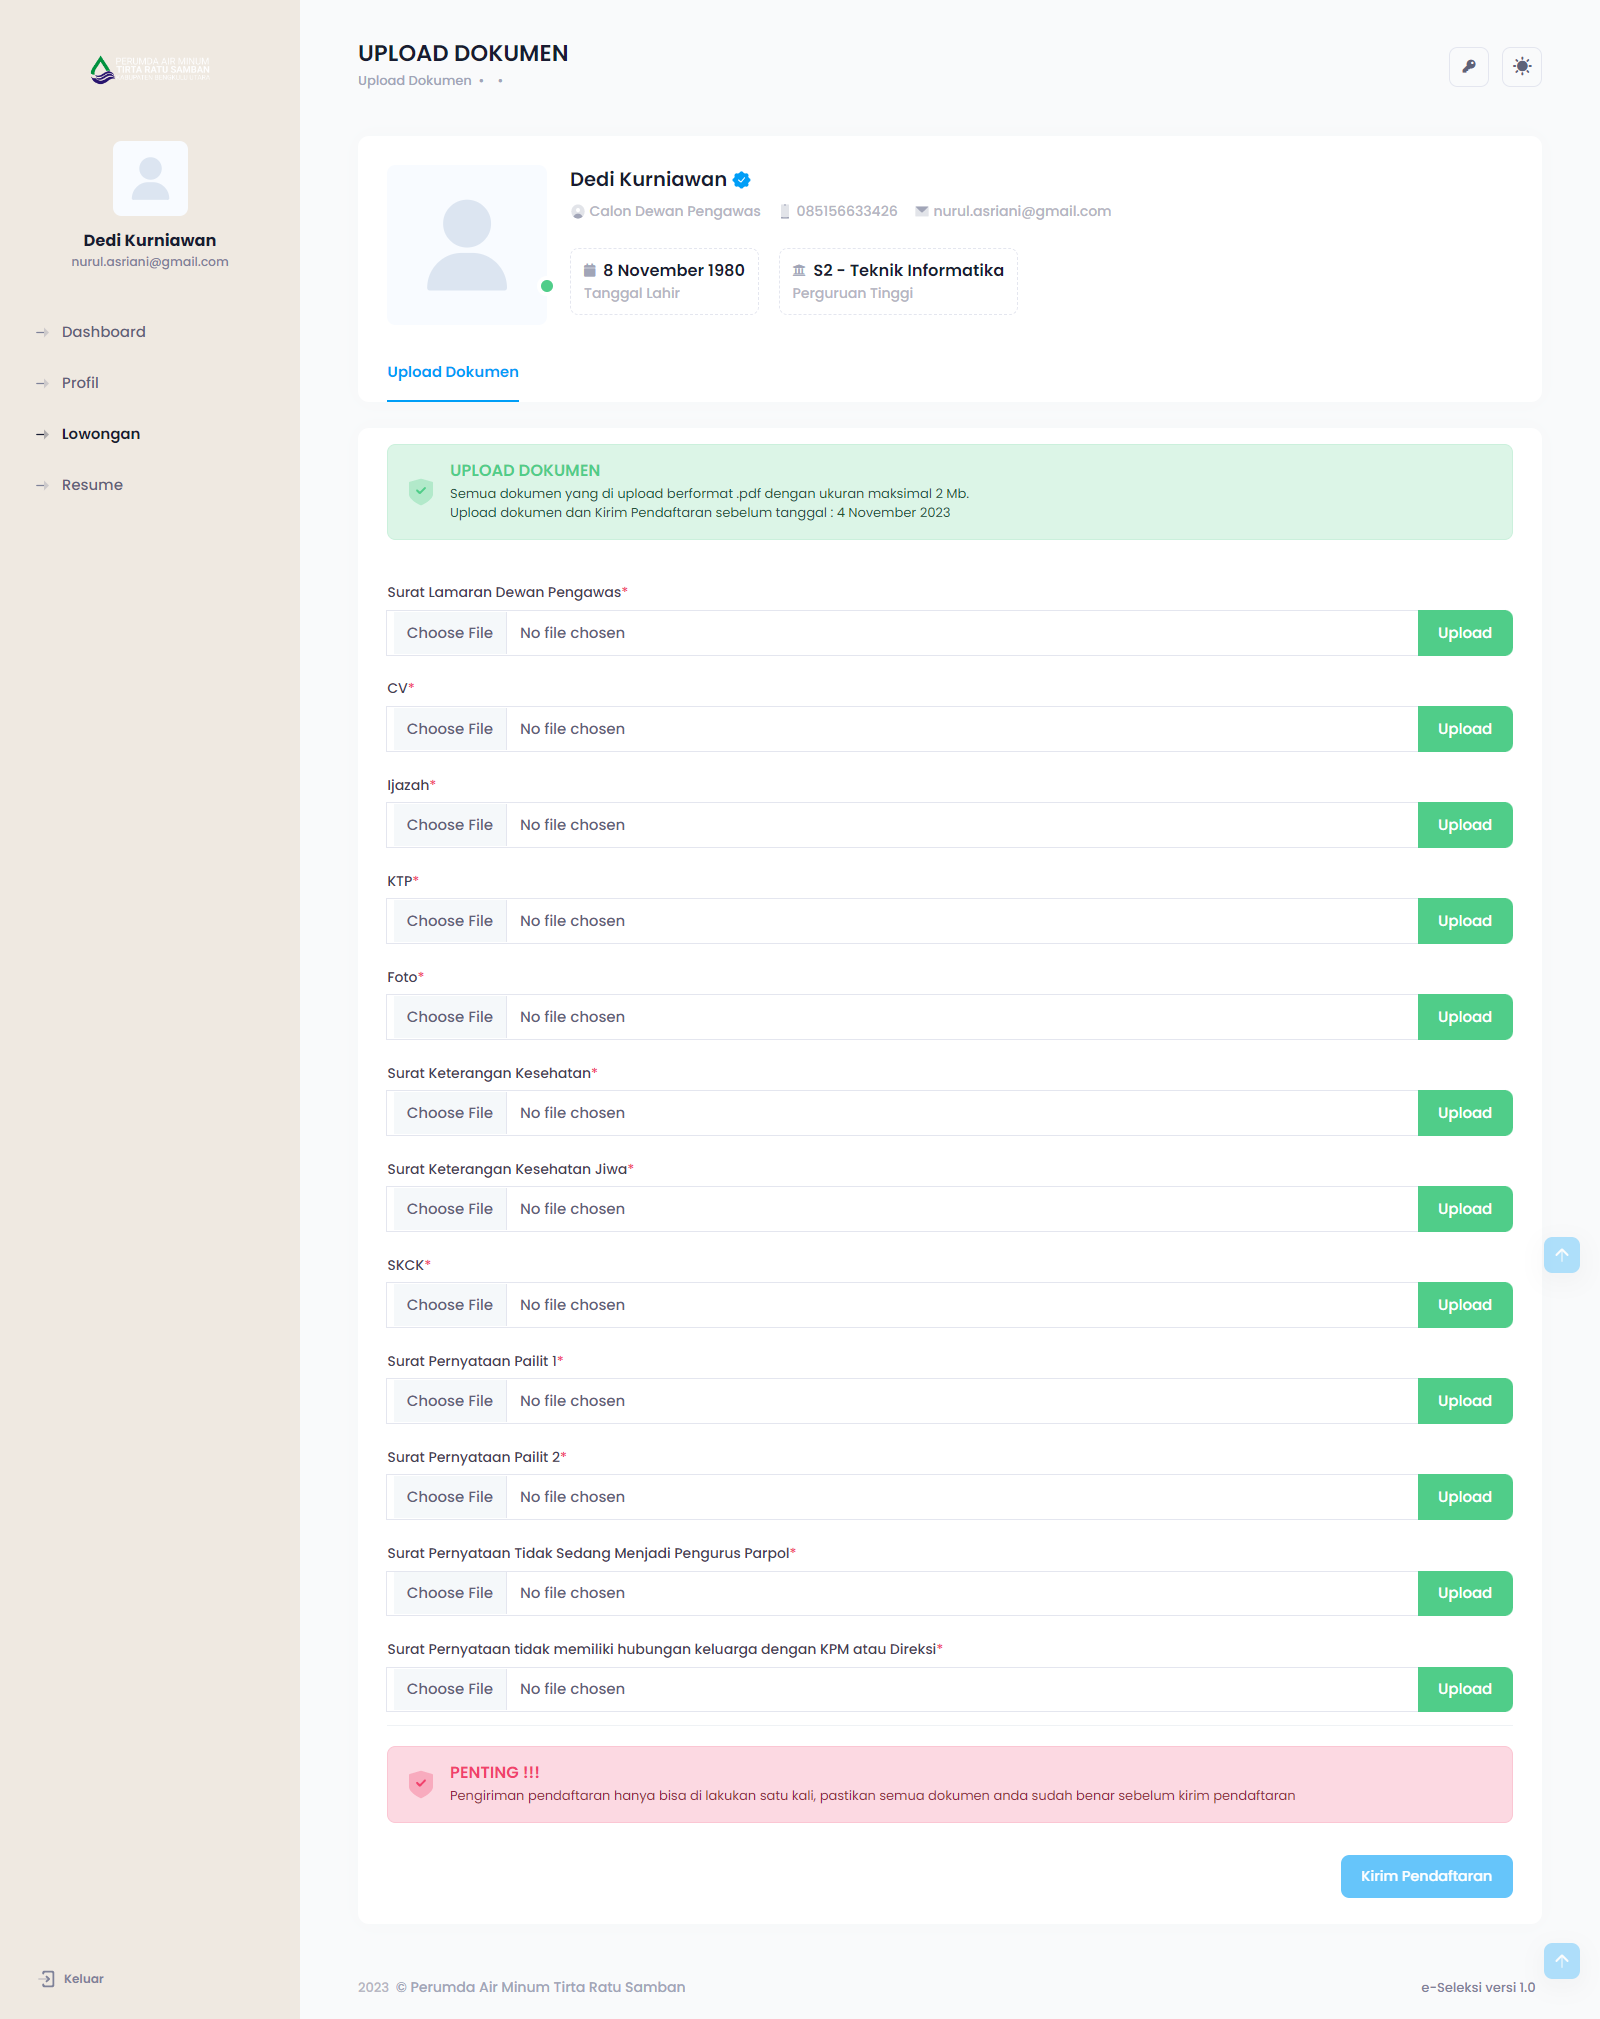 PERUMDA AIR MINUM
TIRTA RATU SAMBAN
KABUPATEN BENGKULU UTARA
Dedi Kurniawan
nurul.asriani@gmail.com
Dashboard
Profil
Lowongan
Resume
Keluar
UPLOAD DOKUMEN
Upload Dokumen • •
Dedi Kurniawan
Calon Dewan Pengawas 085156633426 nurul.asriani@gmail.com
8 November 1980
Tanggal Lahir
S2 - Teknik Informatika
Perguruan Tinggi
Upload Dokumen
UPLOAD DOKUMEN
Semua dokumen yang di upload berformat .pdf dengan ukuran maksimal 2 Mb.
Upload dokumen dan Kirim Pendaftaran sebelum tanggal : 4 November 2023
Surat Lamaran Dewan Pengawas*
Choose File No file chosen Upload
CV*
Choose File No file chosen Upload
Ijazah*
Choose File No file chosen Upload
KTP*
Choose File No file chosen Upload
Foto*
Choose File No file chosen Upload
Surat Keterangan Kesehatan*
Choose File No file chosen Upload
Surat Keterangan Kesehatan Jiwa*
Choose File No file chosen Upload
SKCK*
Choose File No file chosen Upload
Surat Pernyataan Pailit 1*
Choose File No file chosen Upload
Surat Pernyataan Pailit 2*
Choose File No file chosen Upload
Surat Pernyataan Tidak Sedang Menjadi Pengurus Parpol*
Choose File No file chosen Upload
Surat Pernyataan tidak memiliki hubungan keluarga dengan KPM atau Direksi*
Choose File No file chosen Upload
PENTING !!!
Pengiriman pendaftaran hanya bisa di lakukan satu kali, pastikan semua dokumen anda sudah benar sebelum kirim pendaftaran
Kirim Pendaftaran
2023 © Perumda Air Minum Tirta Ratu Samban
e-Seleksi versi 1.0